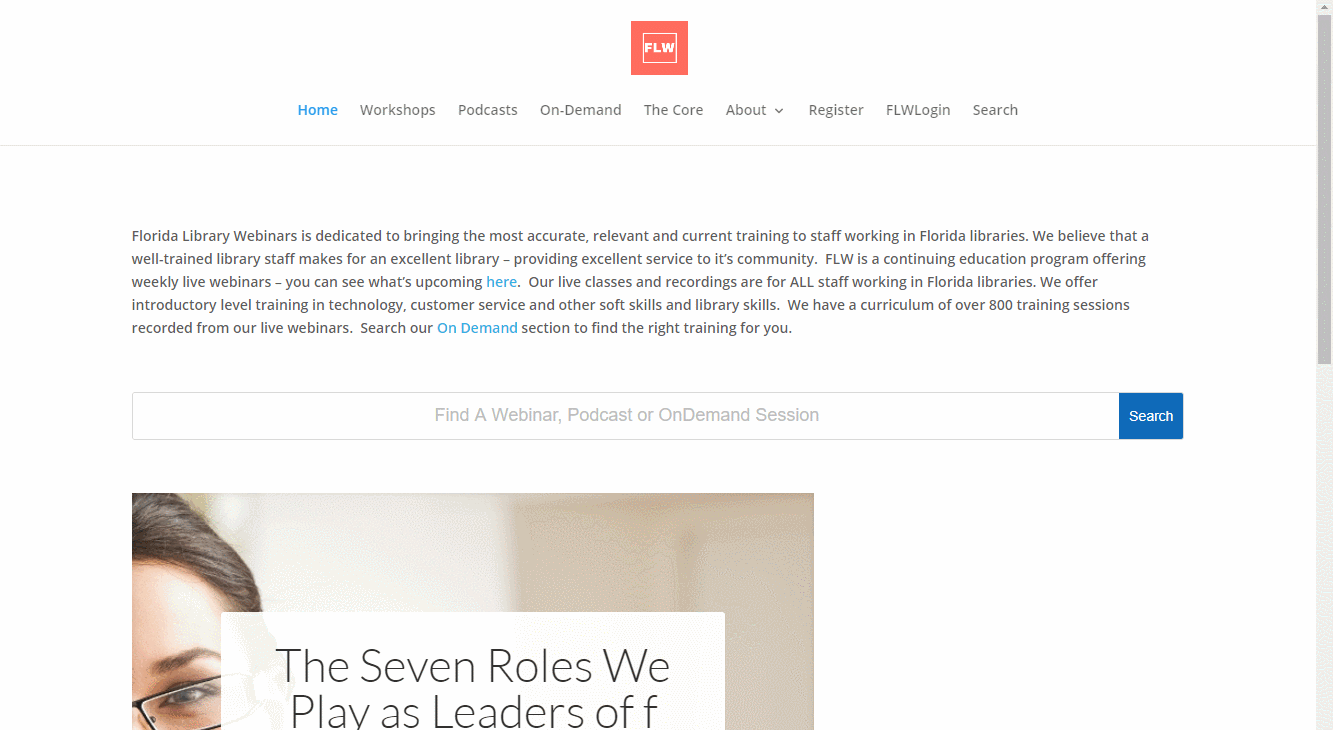 FLW
Home Workshops Podcasts On-Demand The Core About Register FLWLogin Search
Florida Library Webinars is dedicated to bringing the most accurate, relevant and current training to staff working in Florida libraries. We believe that a
well-trained library staff makes for an excellent library – providing excellent service to it’s community.  FLW is a continuing education program offering
weekly live webinars – you can see what’s upcoming here.  Our live classes and recordings are for ALL staff working in Florida libraries. We offer
introductory level training in technology, customer service and other soft skills and library skills.  We have a curriculum of over 800 training sessions
recorded from our live webinars.  Search our On Demand section to find the right training for you.
Find A Webinar, Podcast or OnDemand Session Search
The Seven Roles We
Play as Leaders of f